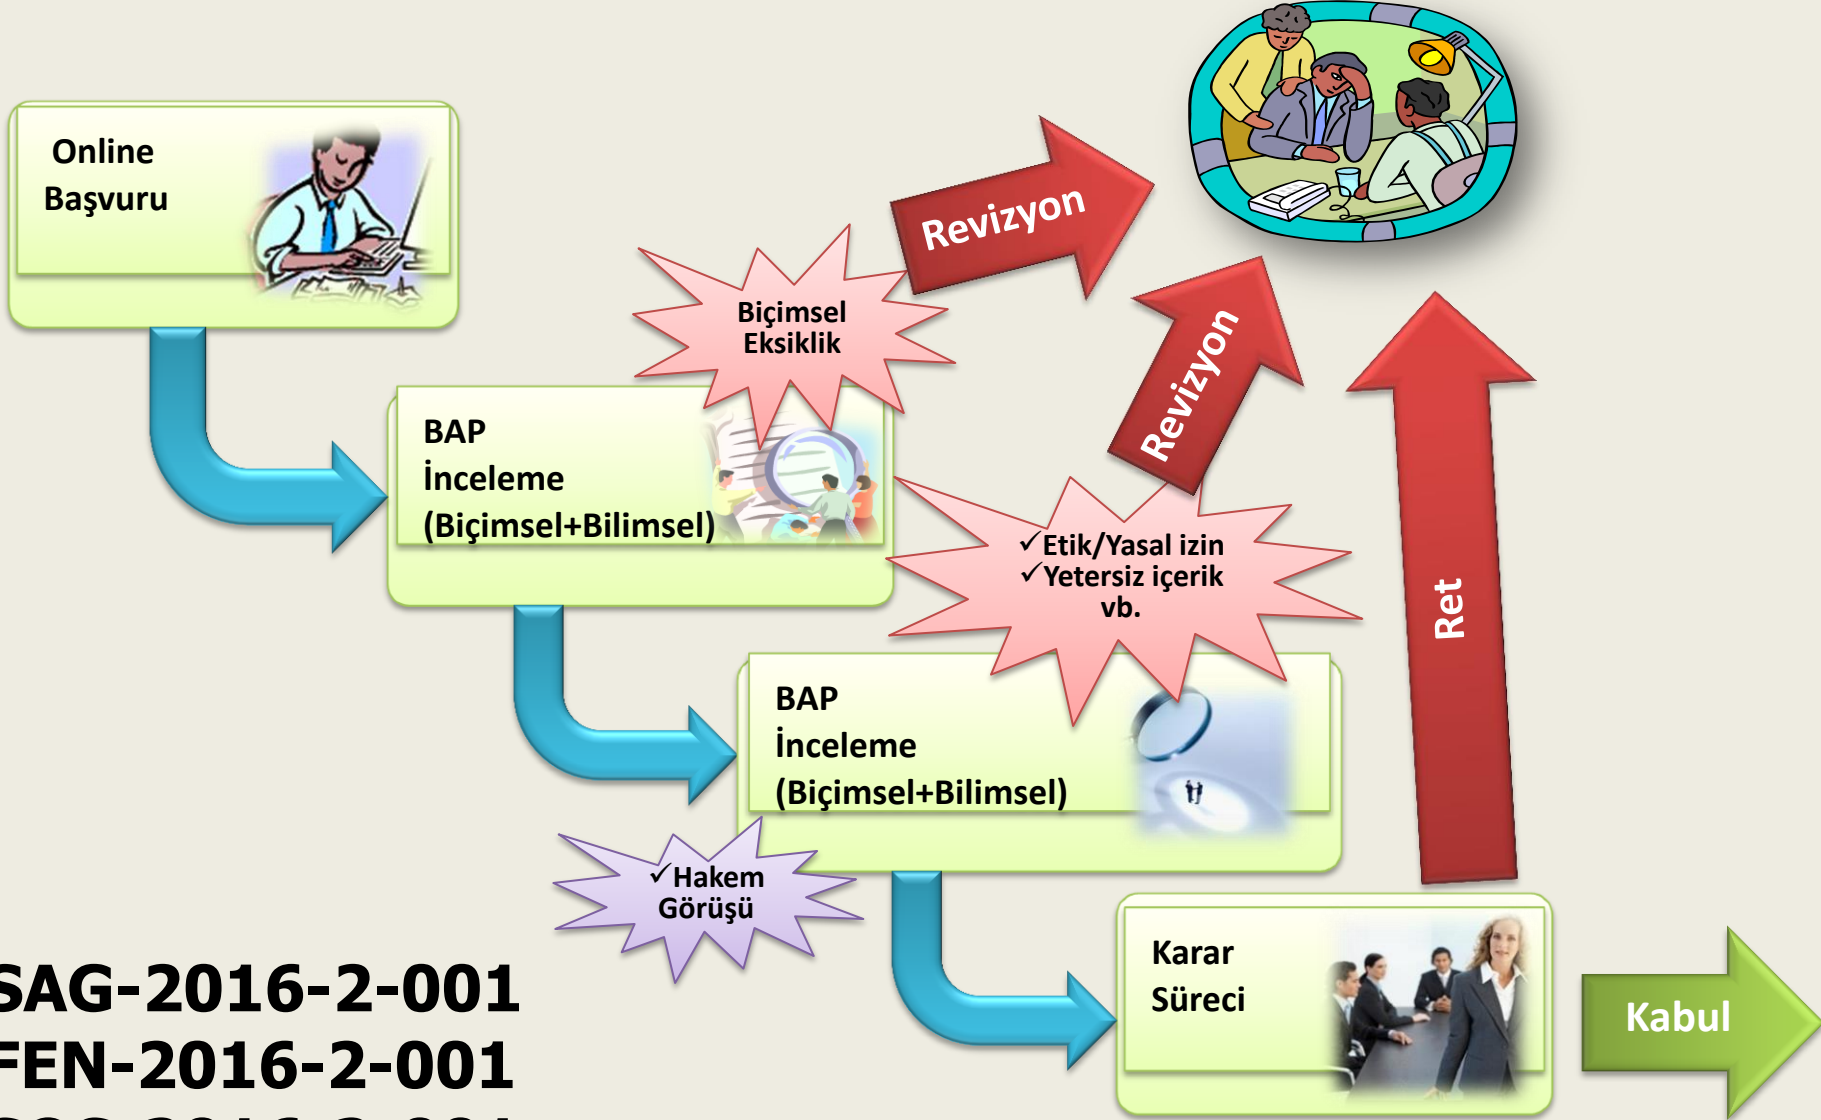 Online
Başvuru
Revizyon
Biçimsel
Eksiklik
Revizyon
BAP
İnceleme
(Biçimsel+Bilimsel)
✓Etik/Yasal izin
✓Yetersiz içerik
vb.
Ret
BAP
İnceleme
(Biçimsel+Bilimsel)
✓Hakem
Görüşü
Karar
Süreci
Kabul
SAG-2016-2-001
FEN-2016-2-001